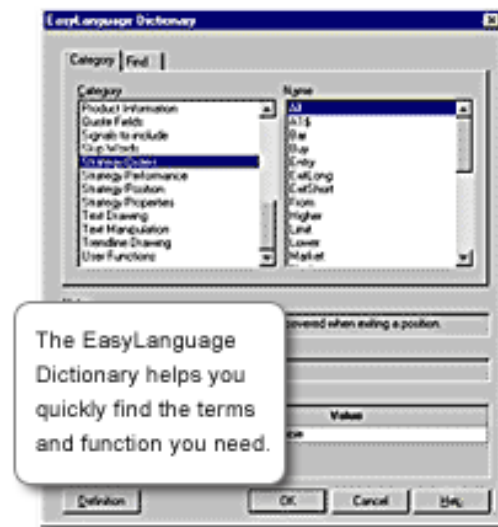 EasyLanguage Dictionary
Category Find
Category
Name
Product Information
Quote Fields
Signals to include
Skip Words
Strategy Orders
Strategy Performance
Strategy Position
Strategy Properties
Text Drawing
Text Manipulation
Trendline Drawing
User Functions
All
AT$
Bar
Buy
Entry
ExitLong
ExitShort
From
Higher
Limit
Lower
Market
covered when exiting a position.
Value
The EasyLanguage
Dictionary helps you
quickly find the terms
and function you need.
Definition OK Cancel Help